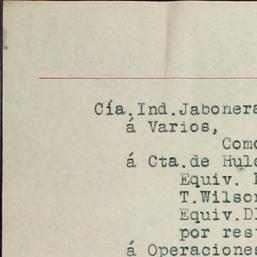 Cía.Ind.Jabonera
á Varios,
Como
á Cta.de Hule
Equiv.
T.Wilson
Equiv.
por rest
á Operaciones